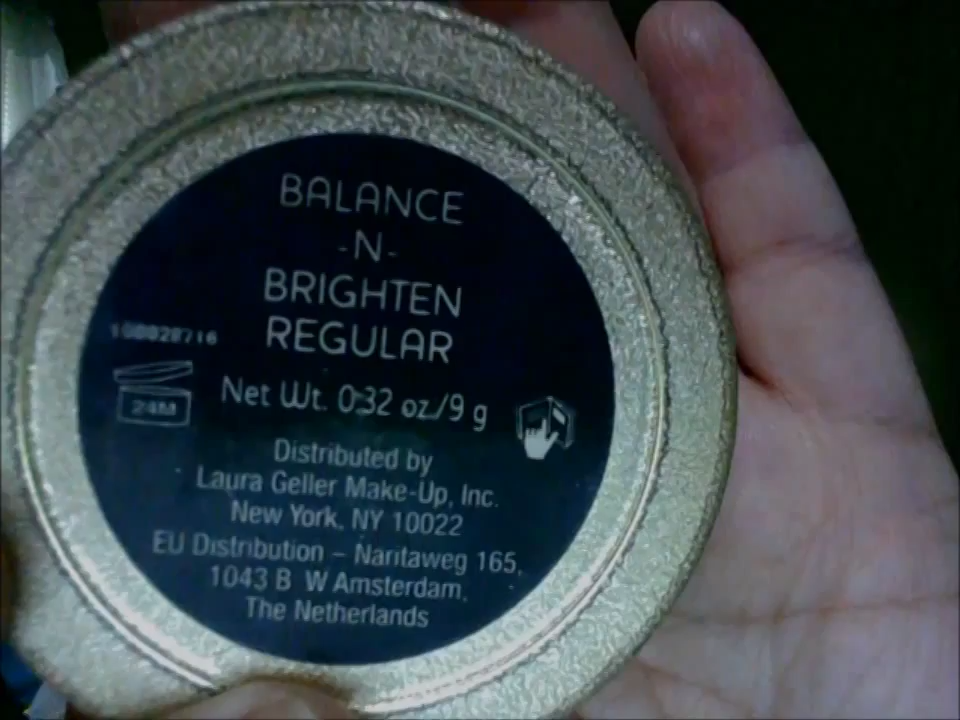 BALANCE
-N-
BRIGHTEN
REGULAR
Net Wt. 0.32 oz./9 g
24M
Distributed by
Laura Geller Make-Up, Inc.
New York, NY 10022
EU Distribution – Naritaweg 165,
1043 B W Amsterdam,
The Netherlands